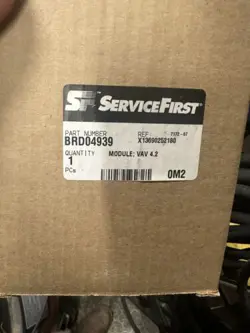 SF SERVICEFIRST®
PART NUMBER REF
BRD04939 X13690252180
QUANTITY MODULE: VAV 4.2
1
PCs 0M2